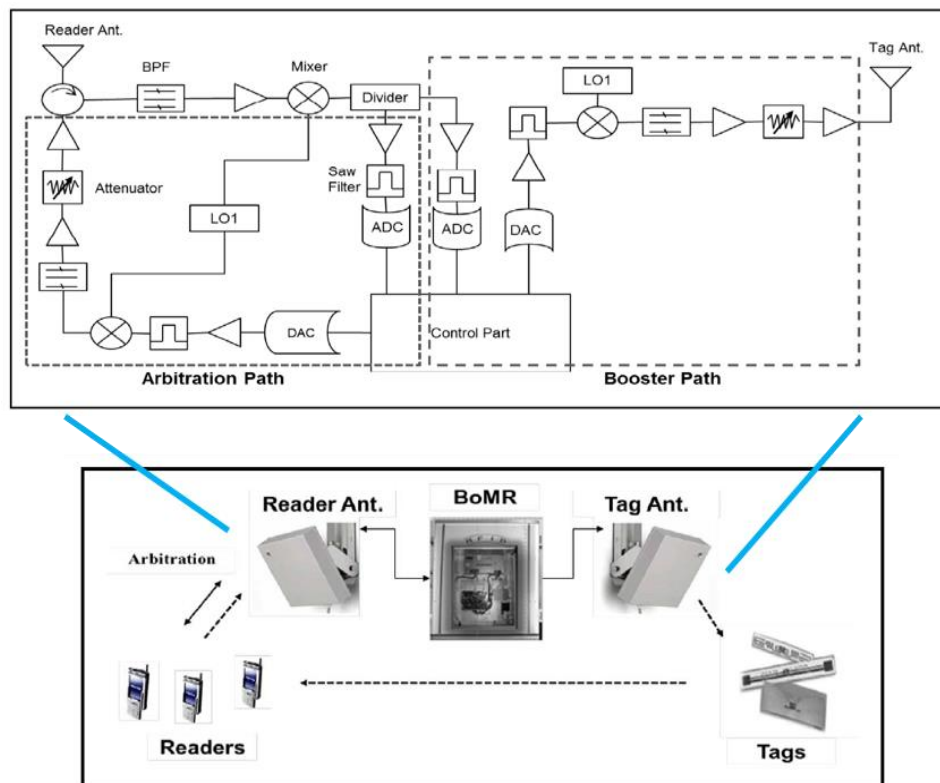 Reader Ant.
BPF
Mixer
Divider
LO1
Tag Ant.
Attenuator
LO1
Saw
Filter
ADC
ADC
DAC
DAC
Control Part
Arbitration Path
Booster Path
Reader Ant.
BoMR
Tag Ant.
Arbitration
Readers
Tags